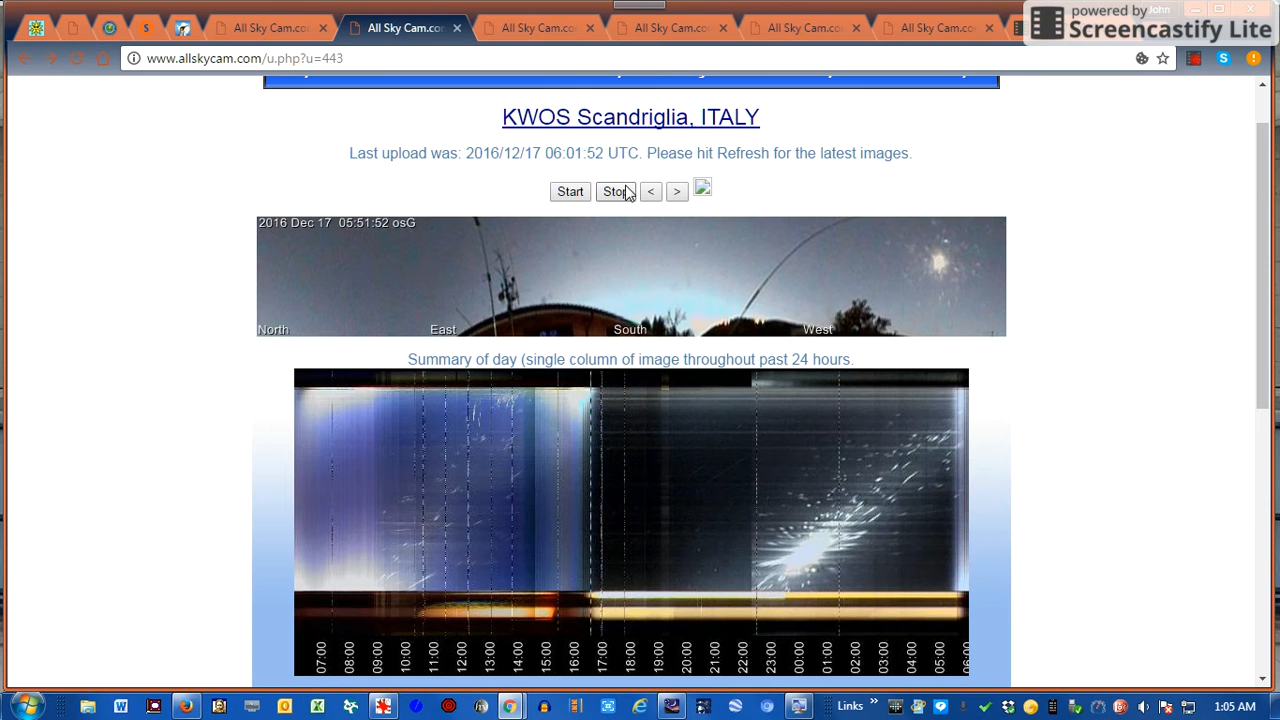 All Sky Cam.co
All Sky Cam.co
All Sky Cam.co
All Sky Cam.co
All Sky Cam.co
All Sky Cam.co
John
powered by
Screencastify Lite
www.allskycam.com/u.php?u=443
KWOS Scandriglia, ITALY
Last upload was: 2016/12/17 06:01:52 UTC. Please hit Refresh for the latest images.
Start Stop < >
2016 Dec 17 05:51:52 osG
North East South West
Summary of day (single column of image throughout past 24 hours.
07:00 08:00 09:00 10:00 11:00 12:00 13:00 14:00 15:00 16:00 17:00 18:00 19:00 20:00 21:00 22:00 23:00 00:00 01:00 02:00 03:00 04:00 05:00 06:00
Links » 1:05 AM